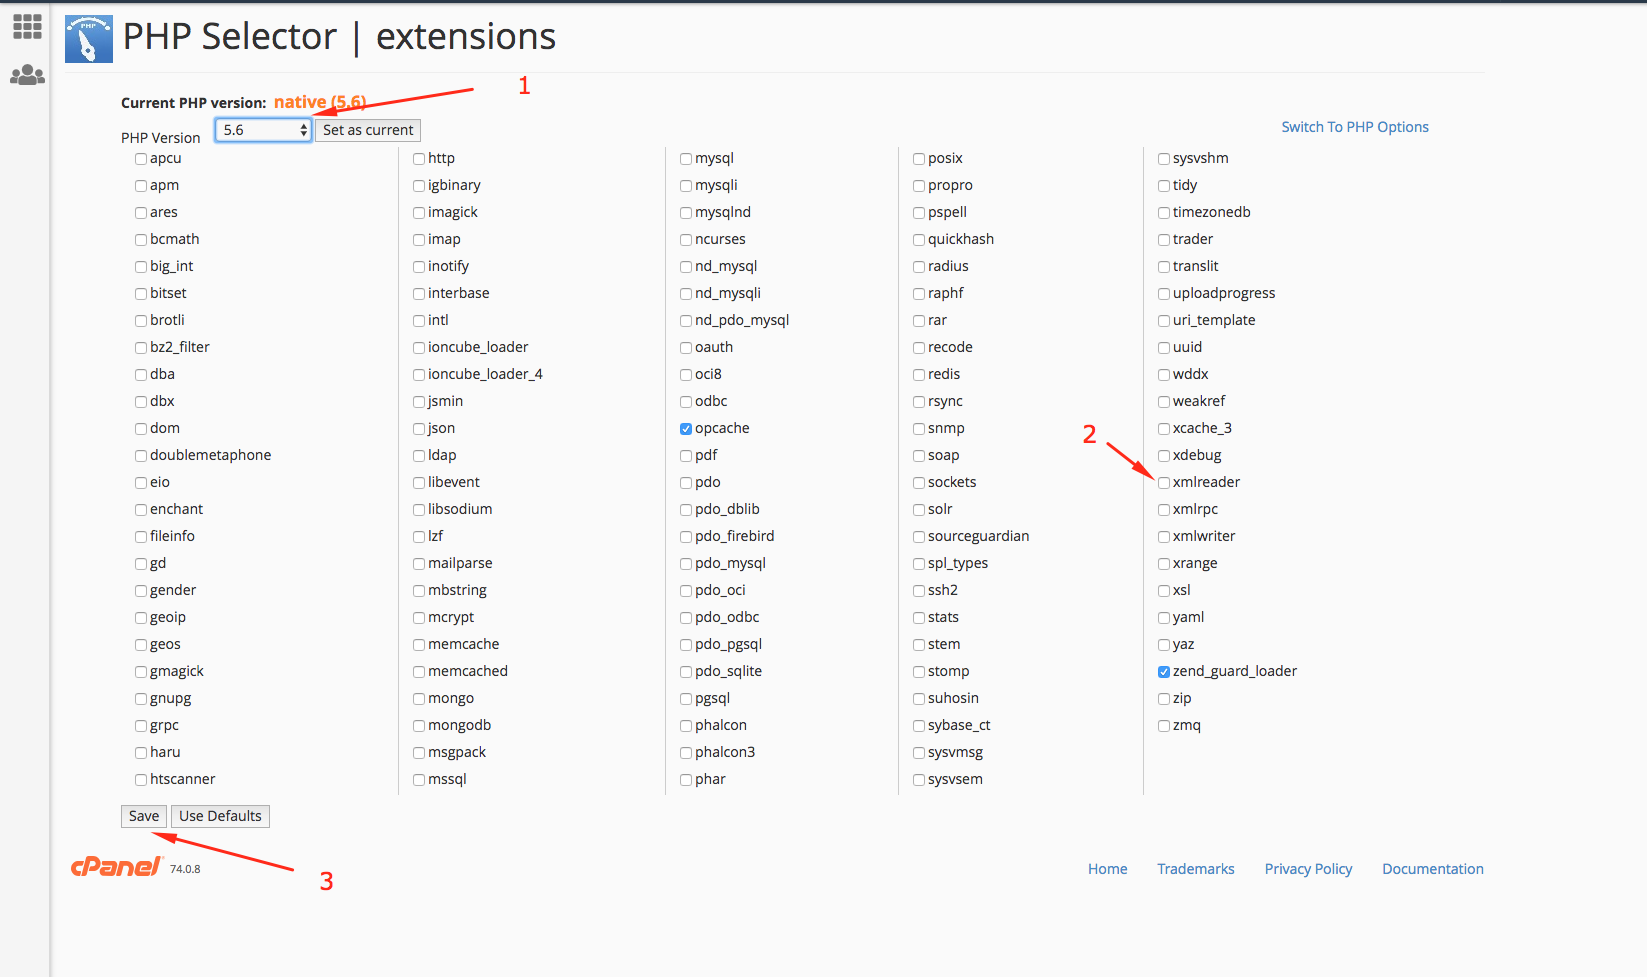 PHP
PHP Selector | extensions
1
Current PHP version: native (5.6)
PHP Version 5.6 Set as current
Switch To PHP Options
apcu
apm
ares
bcmath
big_int
bitset
brotli
bz2_filter
dba
dbx
dom
doublemetaphone
eio
enchant
fileinfo
gd
gender
geoip
geos
gmagick
gnupg
grpc
haru
htscanner
http
igbinary
imagick
imap
inotify
interbase
intl
ioncube_loader
ioncube_loader_4
jsmin
json
ldap
libevent
libsodium
lzf
mailparse
mbstring
mcrypt
memcache
memcached
mongo
mongodb
msgpack
mssql
mysql
mysqli
mysqlnd
ncurses
nd_mysql
nd_mysqli
nd_pdo_mysql
oauth
oci8
odbc
opcache
pdf
pdo
pdo_dblib
pdo_firebird
pdo_mysql
pdo_oci
pdo_odbc
pdo_pgsql
pdo_sqlite
pgsql
phalcon
phalcon3
phar
posix
propro
pspell
quickhash
radius
raphf
rar
recode
redis
rsync
snmp
soap
sockets
solr
sourceguardian
spl_types
ssh2
stats
stem
stomp
suhosin
sybase_ct
sysvmsg
sysvsem
sysvshm
tidy
timezonedb
trader
translit
uploadprogress
uri_template
uuid
wddx
weakref
xcache_3
2
xdebug
xmlreader
xmlrpc
xmlwriter
xrange
xsl
yaml
yaz
zend_guard_loader
zip
zmq
Save Use Defaults
3
cPanel 74.0.8
Home Trademarks Privacy Policy Documentation